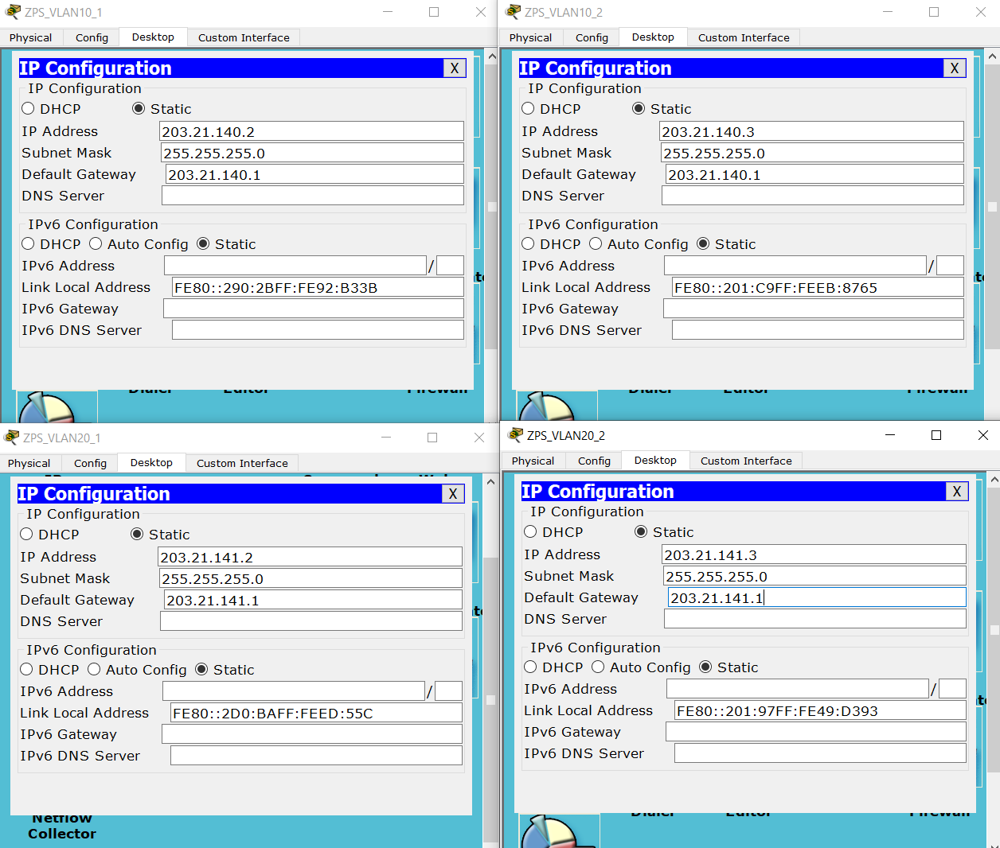 ZPS_VLAN10_1
Physical Config Desktop Custom Interface
IP Configuration X
IP Configuration
DHCP Static
IP Address 203.21.140.2
Subnet Mask 255.255.255.0
Default Gateway 203.21.140.1
DNS Server
IPv6 Configuration
DHCP Auto Config Static
IPv6 Address /
Link Local Address FE80::290:2BFF:FE92:B33B
IPv6 Gateway
IPv6 DNS Server
Dialer Editor Firewall
ZPS_VLAN10_2
Physical Config Desktop Custom Interface
IP Configuration X
IP Configuration
DHCP Static
IP Address 203.21.140.3
Subnet Mask 255.255.255.0
Default Gateway 203.21.140.1
DNS Server
IPv6 Configuration
DHCP Auto Config Static
IPv6 Address /
Link Local Address FE80::201:C9FF:FEEB:8765
IPv6 Gateway
IPv6 DNS Server
Dialer Editor Firewall
ZPS_VLAN20_1
Physical Config Desktop Custom Interface
IP Configuration X
IP Configuration
DHCP Static
IP Address 203.21.141.2
Subnet Mask 255.255.255.0
Default Gateway 203.21.141.1
DNS Server
IPv6 Configuration
DHCP Auto Config Static
IPv6 Address /
Link Local Address FE80::2D0:BAFF:FEED:55C
IPv6 Gateway
IPv6 DNS Server
Netflow
Collector
ZPS_VLAN20_2
Physical Config Desktop Custom Interface
IP Configuration X
IP Configuration
DHCP Static
IP Address 203.21.141.3
Subnet Mask 255.255.255.0
Default Gateway 203.21.141.1
DNS Server
IPv6 Configuration
DHCP Auto Config Static
IPv6 Address /
Link Local Address FE80::201:97FF:FE49:D393
IPv6 Gateway
IPv6 DNS Server
Dialer Editor Firewall